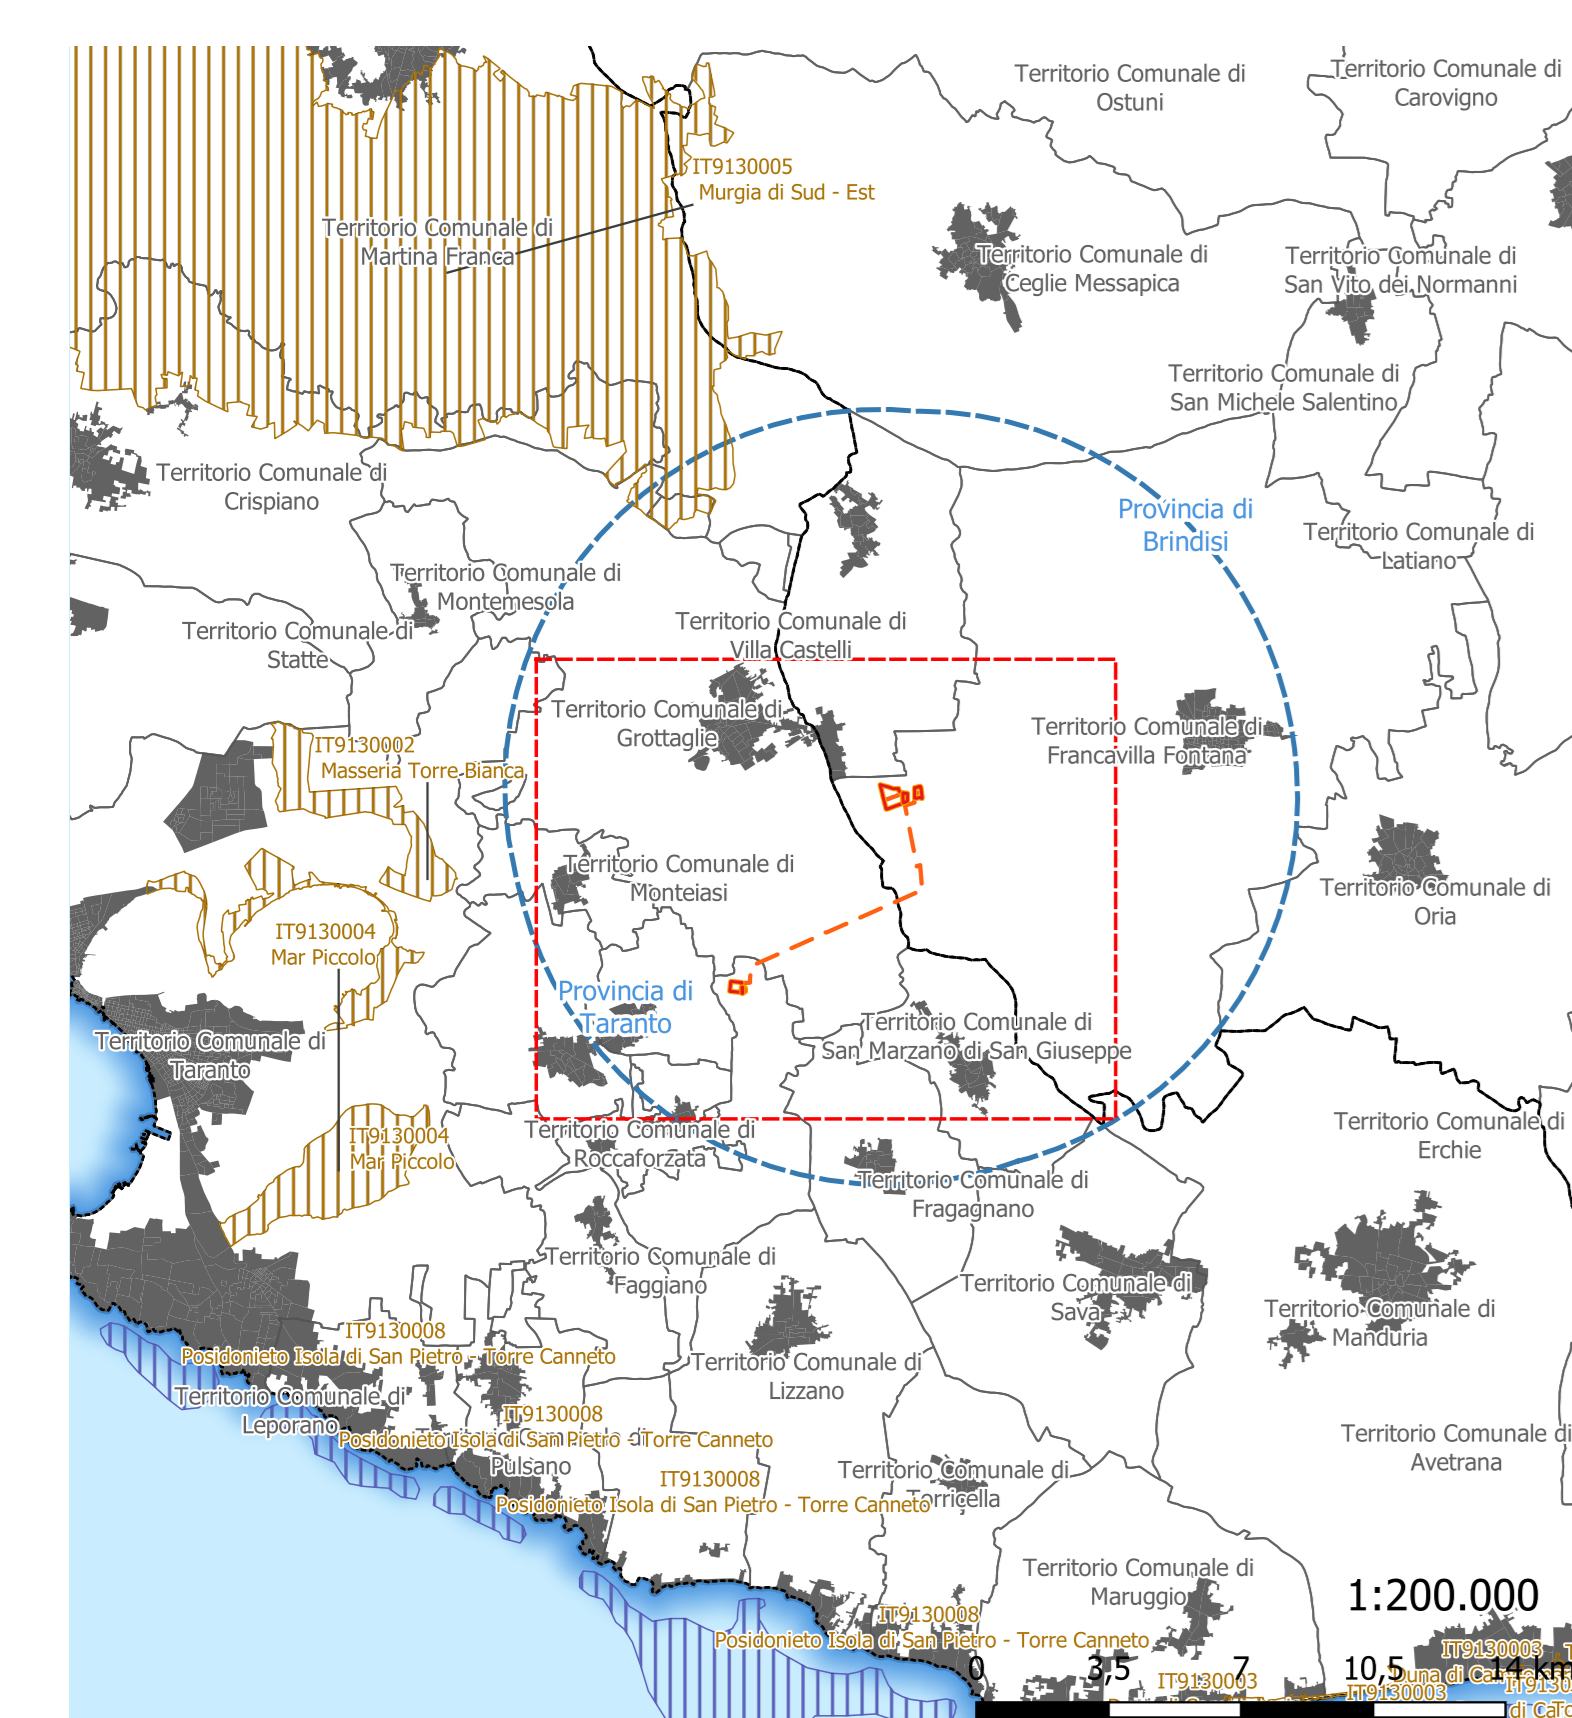 Territorio Comunale di
Ostuni
Territorio Comunale di
Carovigno
IT9130005
Murgia di Sud - Est
Territorio Comunale di
Martina Franca
Territorio Comunale di
Ceglie Messapica
Territorio Comunale di
San Vito dei Normanni
Territorio Comunale di
San Michele Salentino
Territorio Comunale di
Crispiano
Provincia di
Brindisi
Territorio Comunale di
Latiano
Territorio Comunale di
Montemesola
Territorio Comunale di
Statte
Territorio Comunale di
Villa Castelli
Territorio Comunale di
Grottaglie
Territorio Comunale di
Francavilla Fontana
IT9130002
Masseria Torre Bianca
Territorio Comunale di
Monteiasi
Territorio Comunale di
Oria
IT9130004
Mar Piccolo
Provincia di
Taranto
Territorio Comunale di
Taranto
Territorio Comunale di
San Marzano di San Giuseppe
Territorio Comunale di
Roccaforzata
IT9130004
Mar Piccolo
Territorio Comunale di
Erchie
Territorio Comunale di
Fragagnano
Territorio Comunale di
Faggiano
Territorio Comunale di
Sava
Territorio Comunale di
Manduria
IT9130008
Posidonieto Isola di San Pietro - Torre Canneto
Territorio Comunale di
Lizzano
Territorio Comunale di
Leporano
IT9130008
Posidonieto Isola di San Pietro - Torre Canneto
Pulsano
Territorio Comunale di
Avetrana
IT9130008
Posidonieto Isola di San Pietro - Torre Canneto
Territorio Comunale di
Torricella
Territorio Comunale di
Maruggio
1:200.000
IT9130008
Posidonieto Isola di San Pietro - Torre Canneto
IT9130003
Duna di
0 3,5 7 10,5 14 km
IT9130003
IT9130003
di